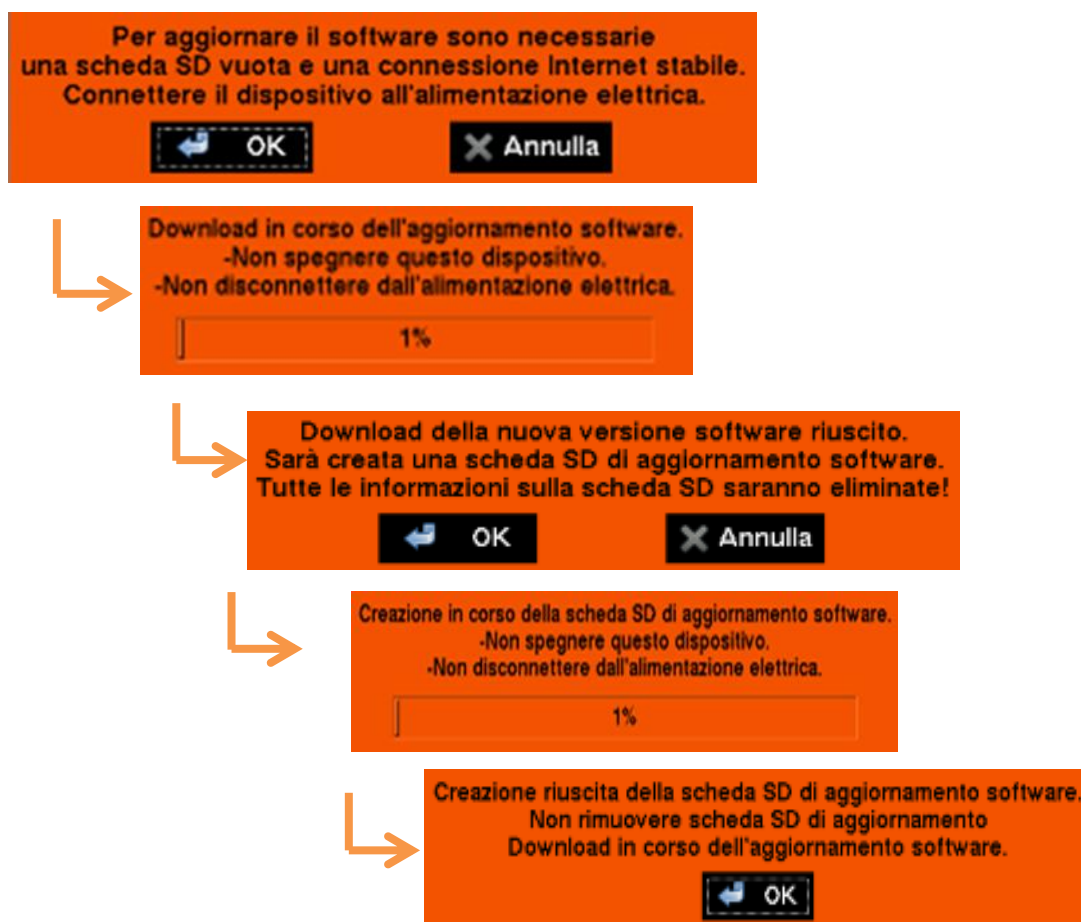 Per aggiornare il software sono necessarie
una scheda SD vuota e una connessione Internet stabile.
Connettere il dispositivo all'alimentazione elettrica.
OK
Annulla
Download in corso dell'aggiornamento software.
-Non spegnere questo dispositivo.
-Non disconnettere dall'alimentazione elettrica.
1%
Download della nuova versione software riuscito.
Sarà creata una scheda SD di aggiornamento software.
Tutte le informazioni sulla scheda SD saranno eliminate!
OK
Annulla
Creazione in corso della scheda SD di aggiornamento software.
-Non spegnere questo dispositivo.
-Non disconnettere dall'alimentazione elettrica.
1%
Creazione riuscita della scheda SD di aggiornamento software.
Non rimuovere scheda SD di aggiornamento
Download in corso dell'aggiornamento software.
OK